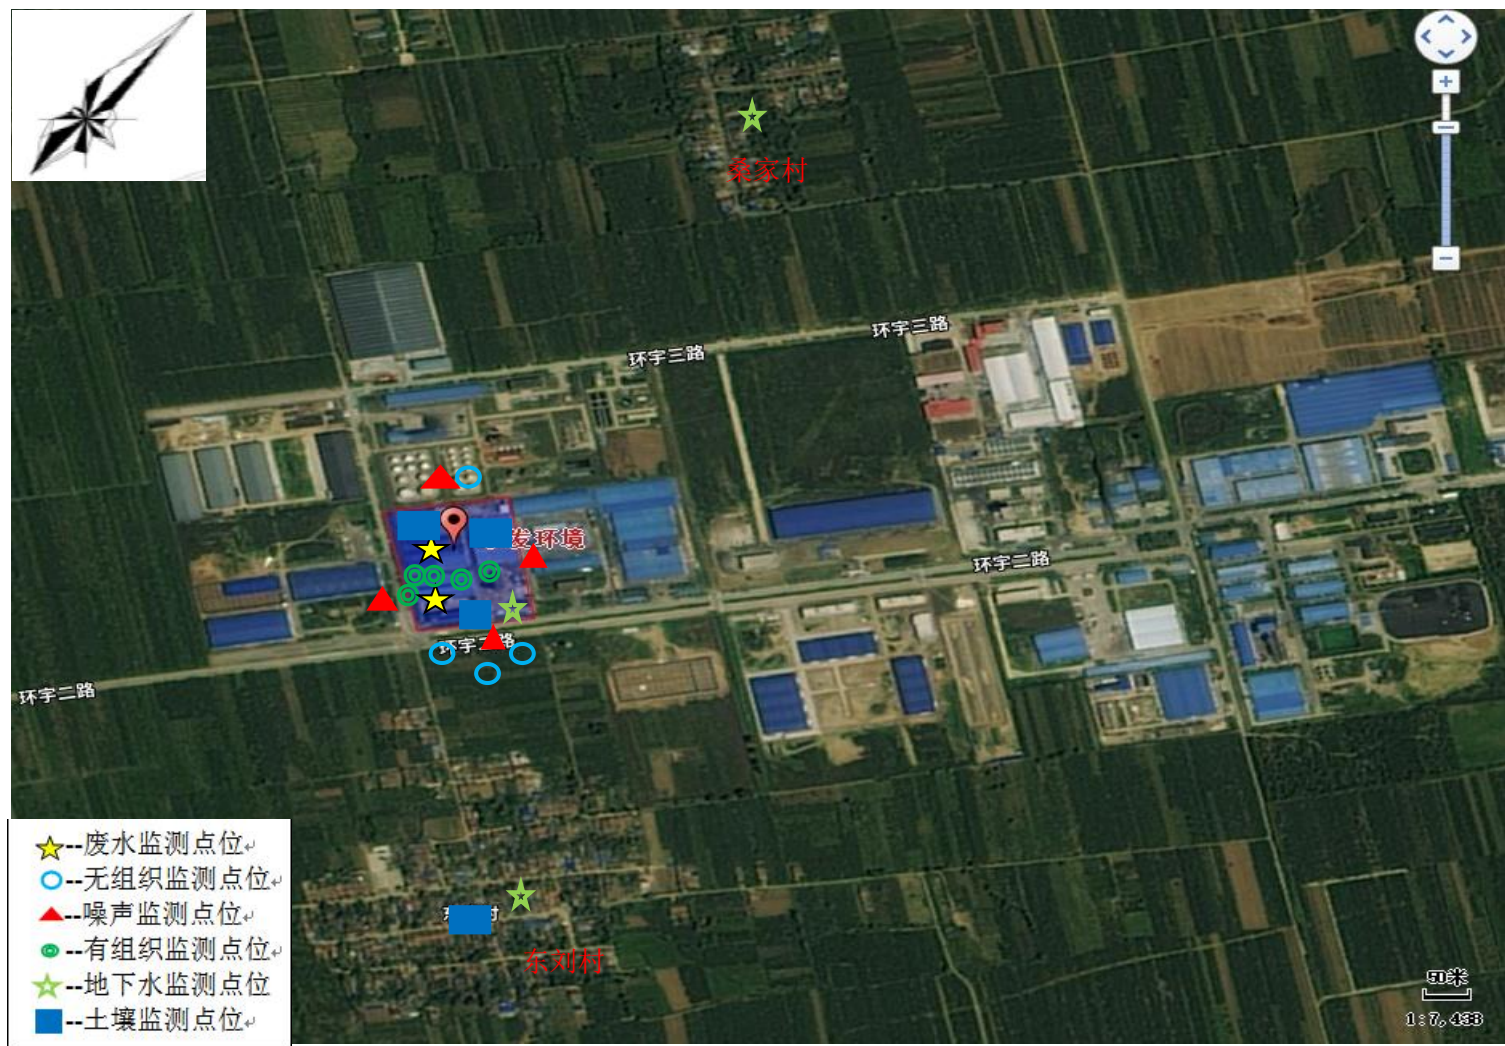 桑家村
环宇三路
环宇三路
发环境
环宇二路
环宇二路
环宇二路
东刘村
--废水监测点位
--无组织监测点位
--噪声监测点位
--有组织监测点位
--地下水监测点位
--土壤监测点位
50米
1:7,438